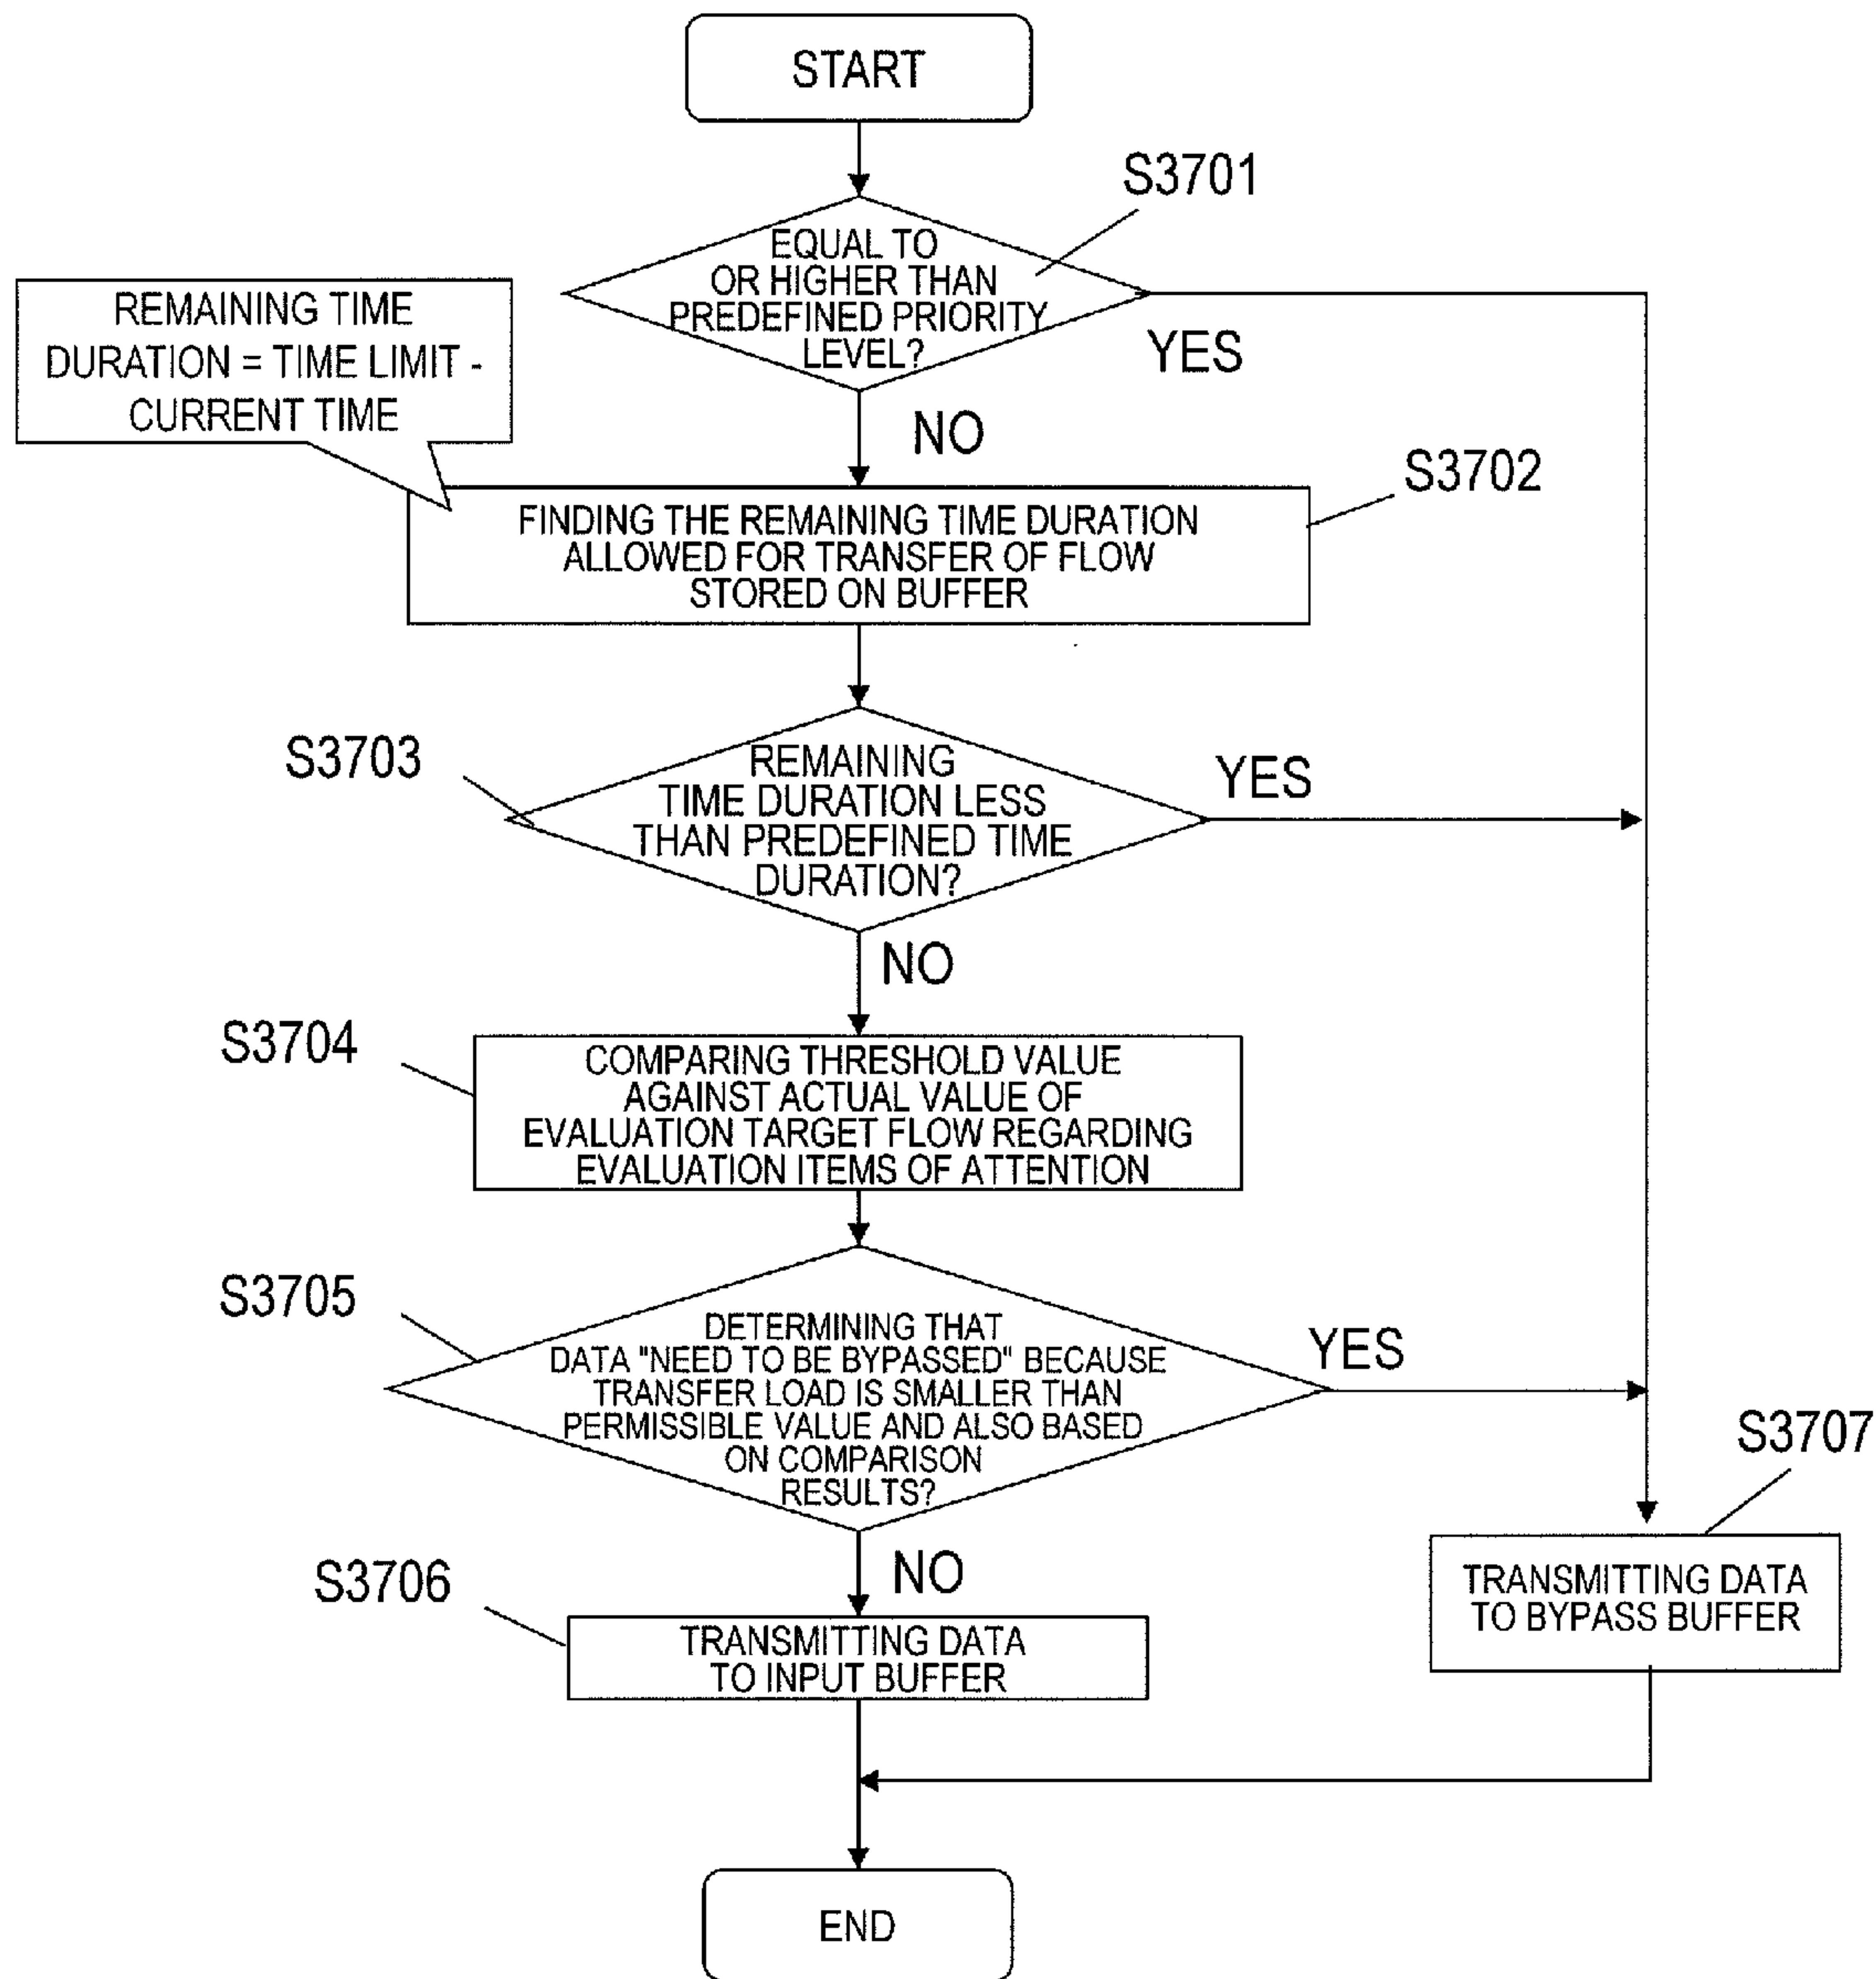 START
S3701
EQUAL TO
OR HIGHER THAN
PREDEFINED PRIORITY
LEVEL?
YES
NO
REMAINING TIME
DURATION = TIME LIMIT -
CURRENT TIME
S3702
FINDING THE REMAINING TIME DURATION
ALLOWED FOR TRANSFER OF FLOW
STORED ON BUFFER
S3703
REMAINING
TIME DURATION LESS
THAN PREDEFINED TIME
DURATION?
YES
NO
S3704
COMPARING THRESHOLD VALUE
AGAINST ACTUAL VALUE OF
EVALUATION TARGET FLOW REGARDING
EVALUATION ITEMS OF ATTENTION
S3705
DETERMINING THAT
DATA "NEED TO BE BYPASSED" BECAUSE
TRANSFER LOAD IS SMALLER THAN
PERMISSIBLE VALUE AND ALSO BASED
ON COMPARISON
RESULTS?
YES
NO
S3706
TRANSMITTING DATA
TO INPUT BUFFER
S3707
TRANSMITTING DATA
TO BYPASS BUFFER
END